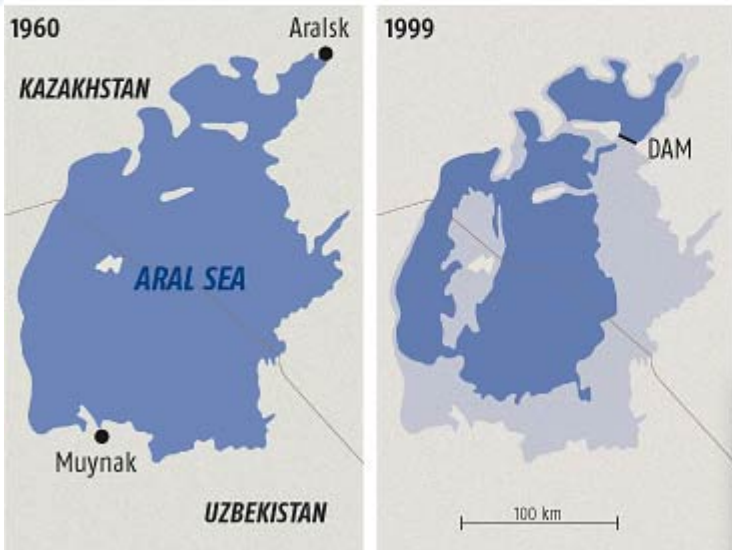 1960
Aralsk
KAZAKHSTAN
ARAL SEA
Muynak
UZBEKISTAN
1999
DAM
100 km